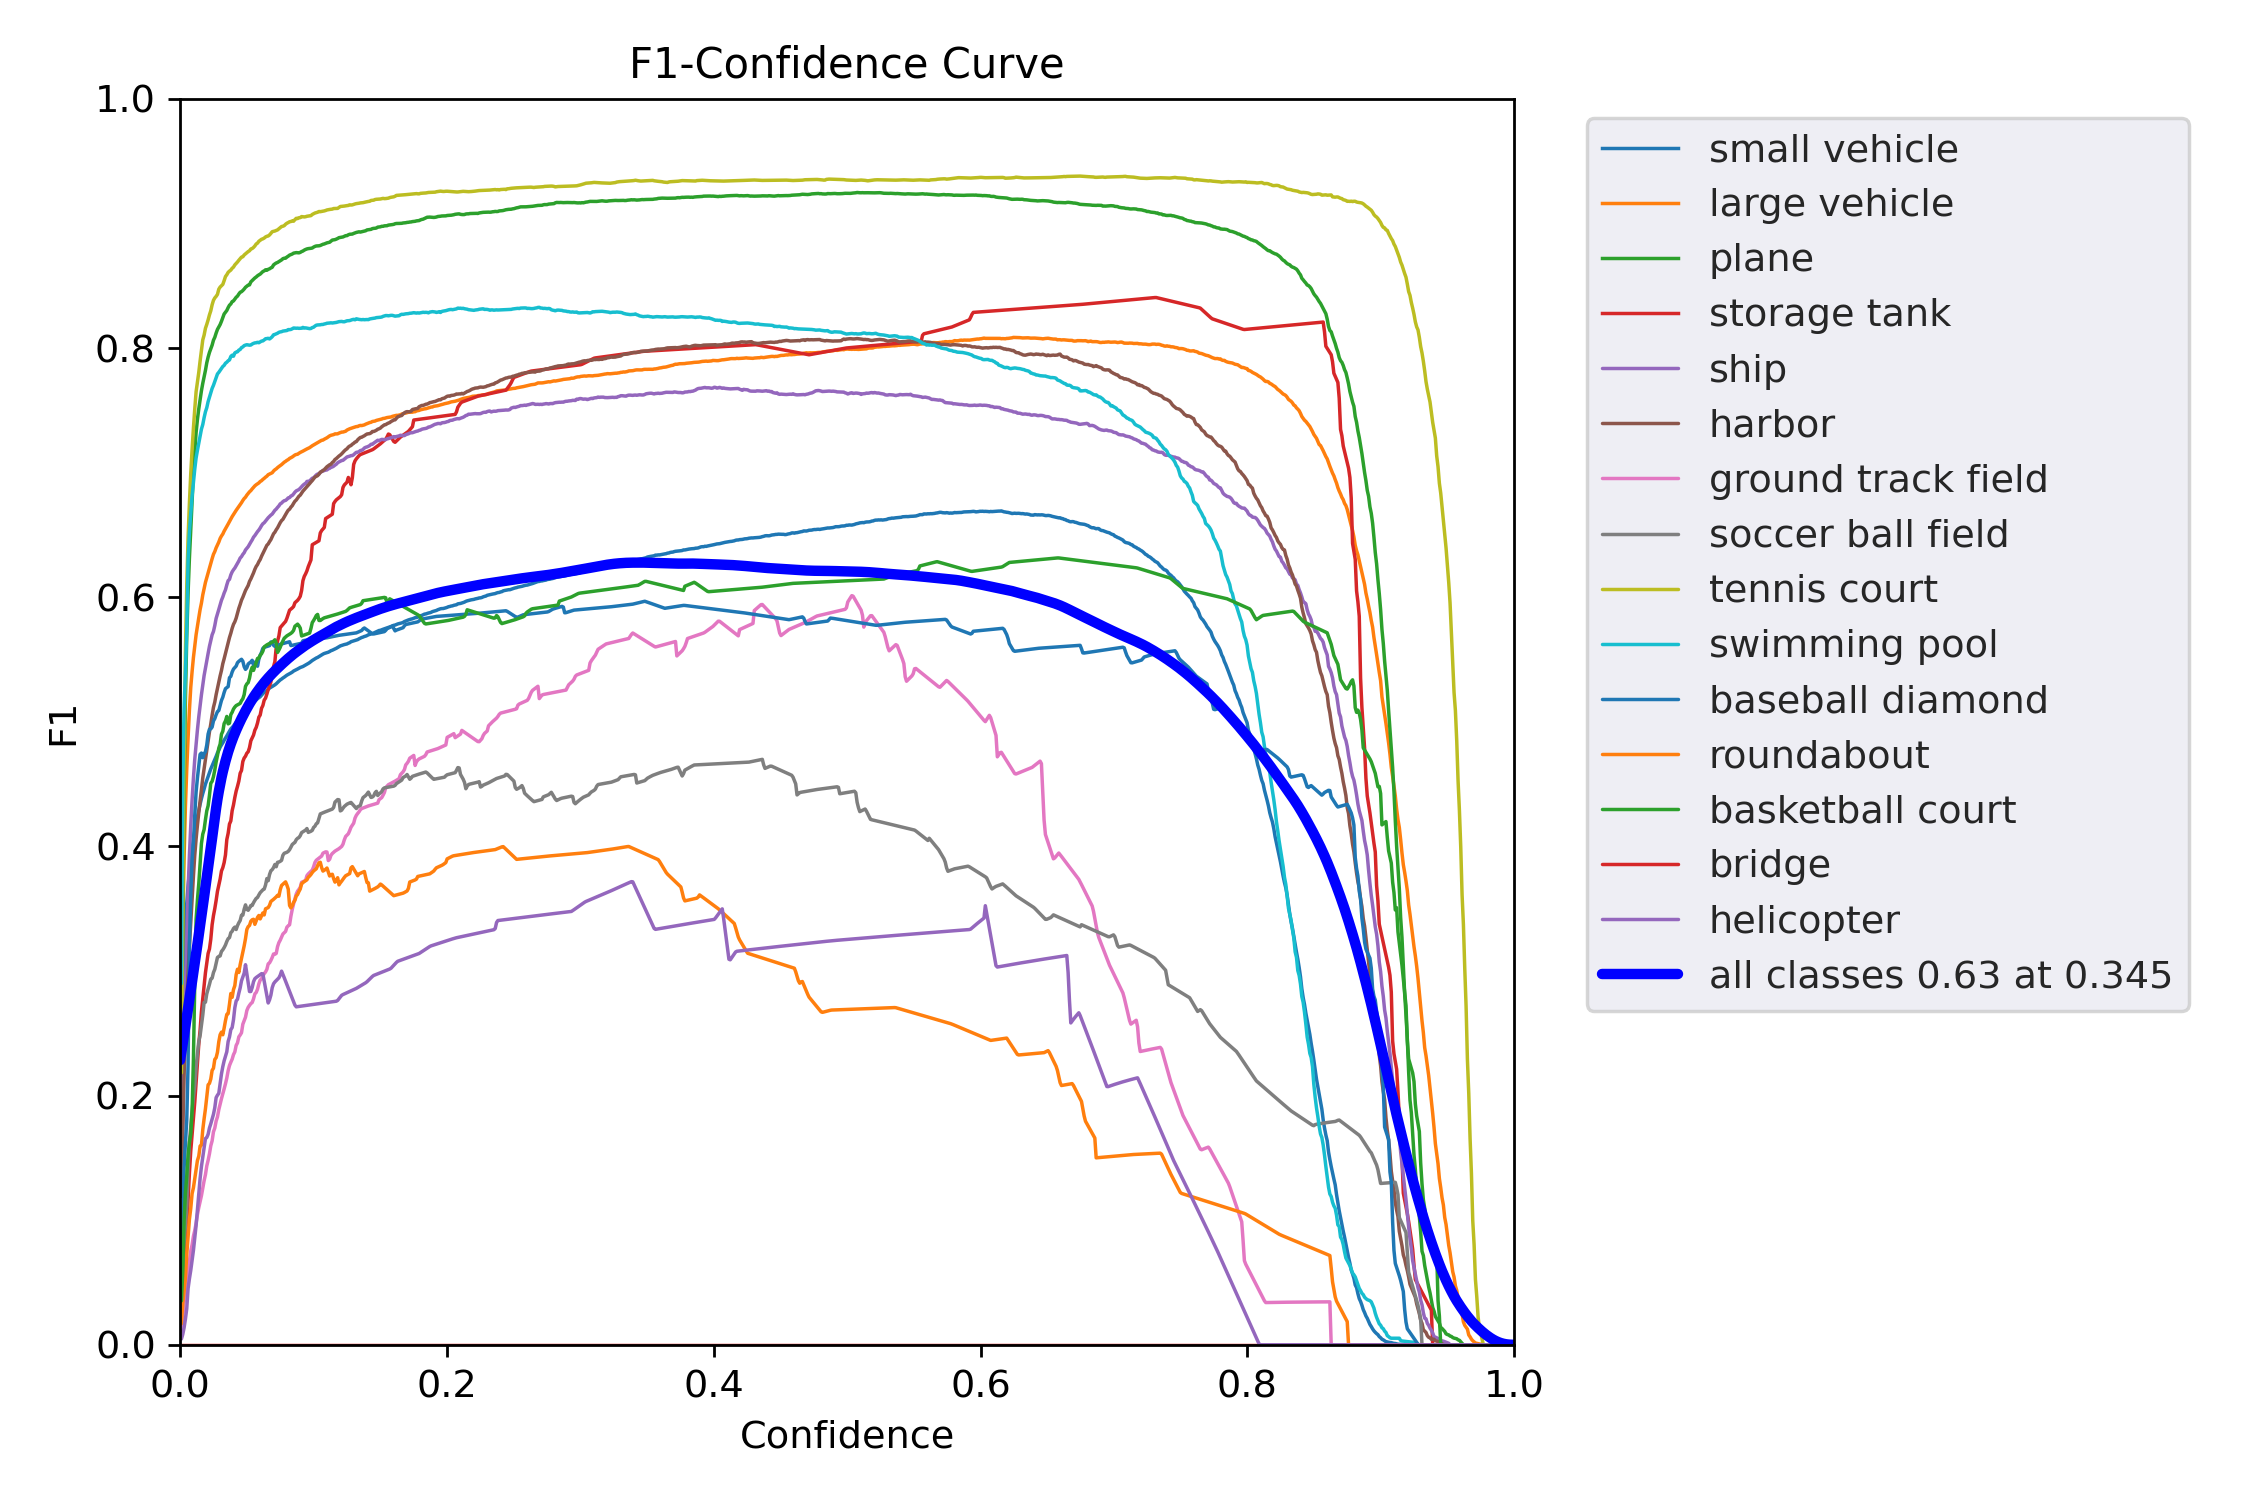 F1-Confidence Curve
1.0
0.8
0.6
0.4
0.2
0.0
F1
0.0 0.2 0.4 0.6 0.8 1.0
Confidence
small vehicle
large vehicle
plane
storage tank
ship
harbor
ground track field
soccer ball field
tennis court
swimming pool
baseball diamond
roundabout
basketball court
bridge
helicopter
all classes 0.63 at 0.345